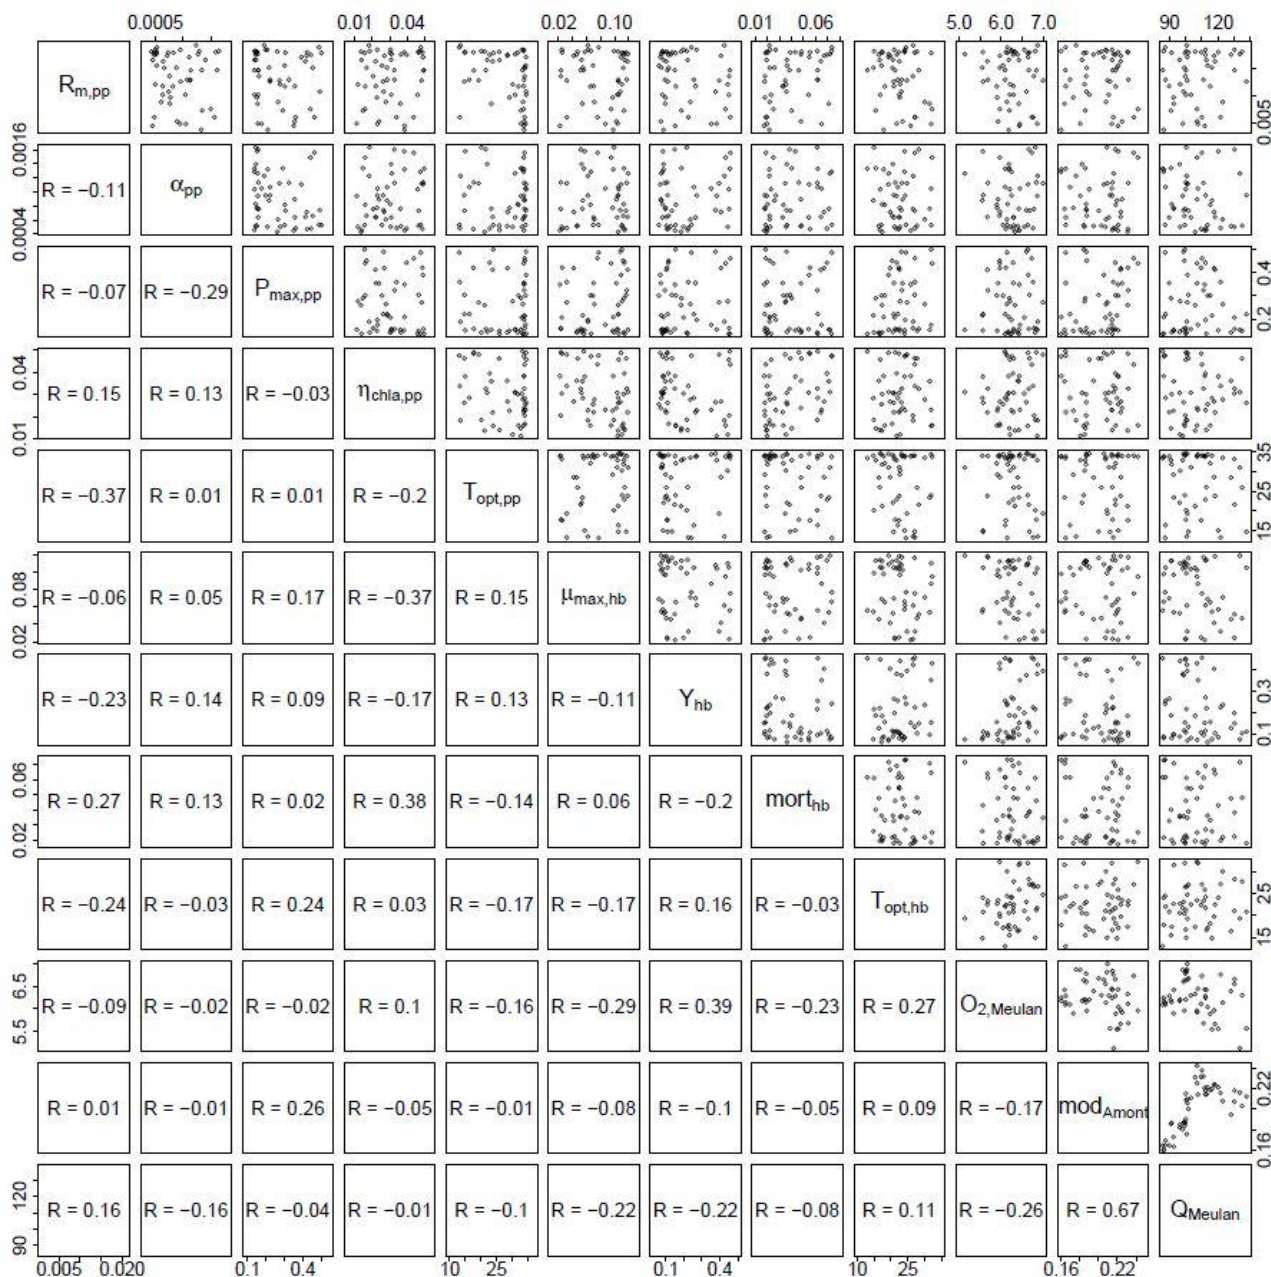 0.0005 0.01 0.04 0.02 0.10 0.01 0.06 5.0 6.0 7.0 90 120
Rm,pp 0.005
0.0004 0.0016 R = −0.11 αpp
R = −0.07 R = −0.29 Pmax,pp 0.2 0.4
0.01 0.04 R = 0.15 R = 0.13 R = −0.03 ηchla,pp
R = −0.37 R = 0.01 R = 0.01 R = −0.2 Topt,pp 15 25 35
0.02 0.08 R = −0.06 R = 0.05 R = 0.17 R = −0.37 R = 0.15 μmax,hb
R = −0.23 R = 0.14 R = 0.09 R = −0.17 R = 0.13 R = −0.11 Yhb 0.1 0.3
0.02 0.06 R = 0.27 R = 0.13 R = 0.02 R = 0.38 R = −0.14 R = 0.06 R = −0.2 morthb
R = −0.24 R = −0.03 R = 0.24 R = 0.03 R = −0.17 R = −0.17 R = 0.16 R = −0.03 Topt,hb 15 25
5.5 6.5 R = −0.09 R = −0.02 R = −0.02 R = 0.1 R = −0.16 R = −0.29 R = 0.39 R = −0.23 R = 0.27 O2,Meulan
R = 0.01 R = −0.01 R = 0.26 R = −0.05 R = −0.01 R = −0.08 R = −0.1 R = −0.05 R = 0.09 R = −0.17 modAmont 0.16 0.22
90 120 R = 0.16 R = −0.16 R = −0.04 R = −0.01 R = −0.1 R = −0.22 R = −0.22 R = −0.08 R = 0.11 R = −0.26 R = 0.67 QMeulan
0.005 0.020 0.1 0.4 10 25 0.1 0.4 10 25 0.16 0.22